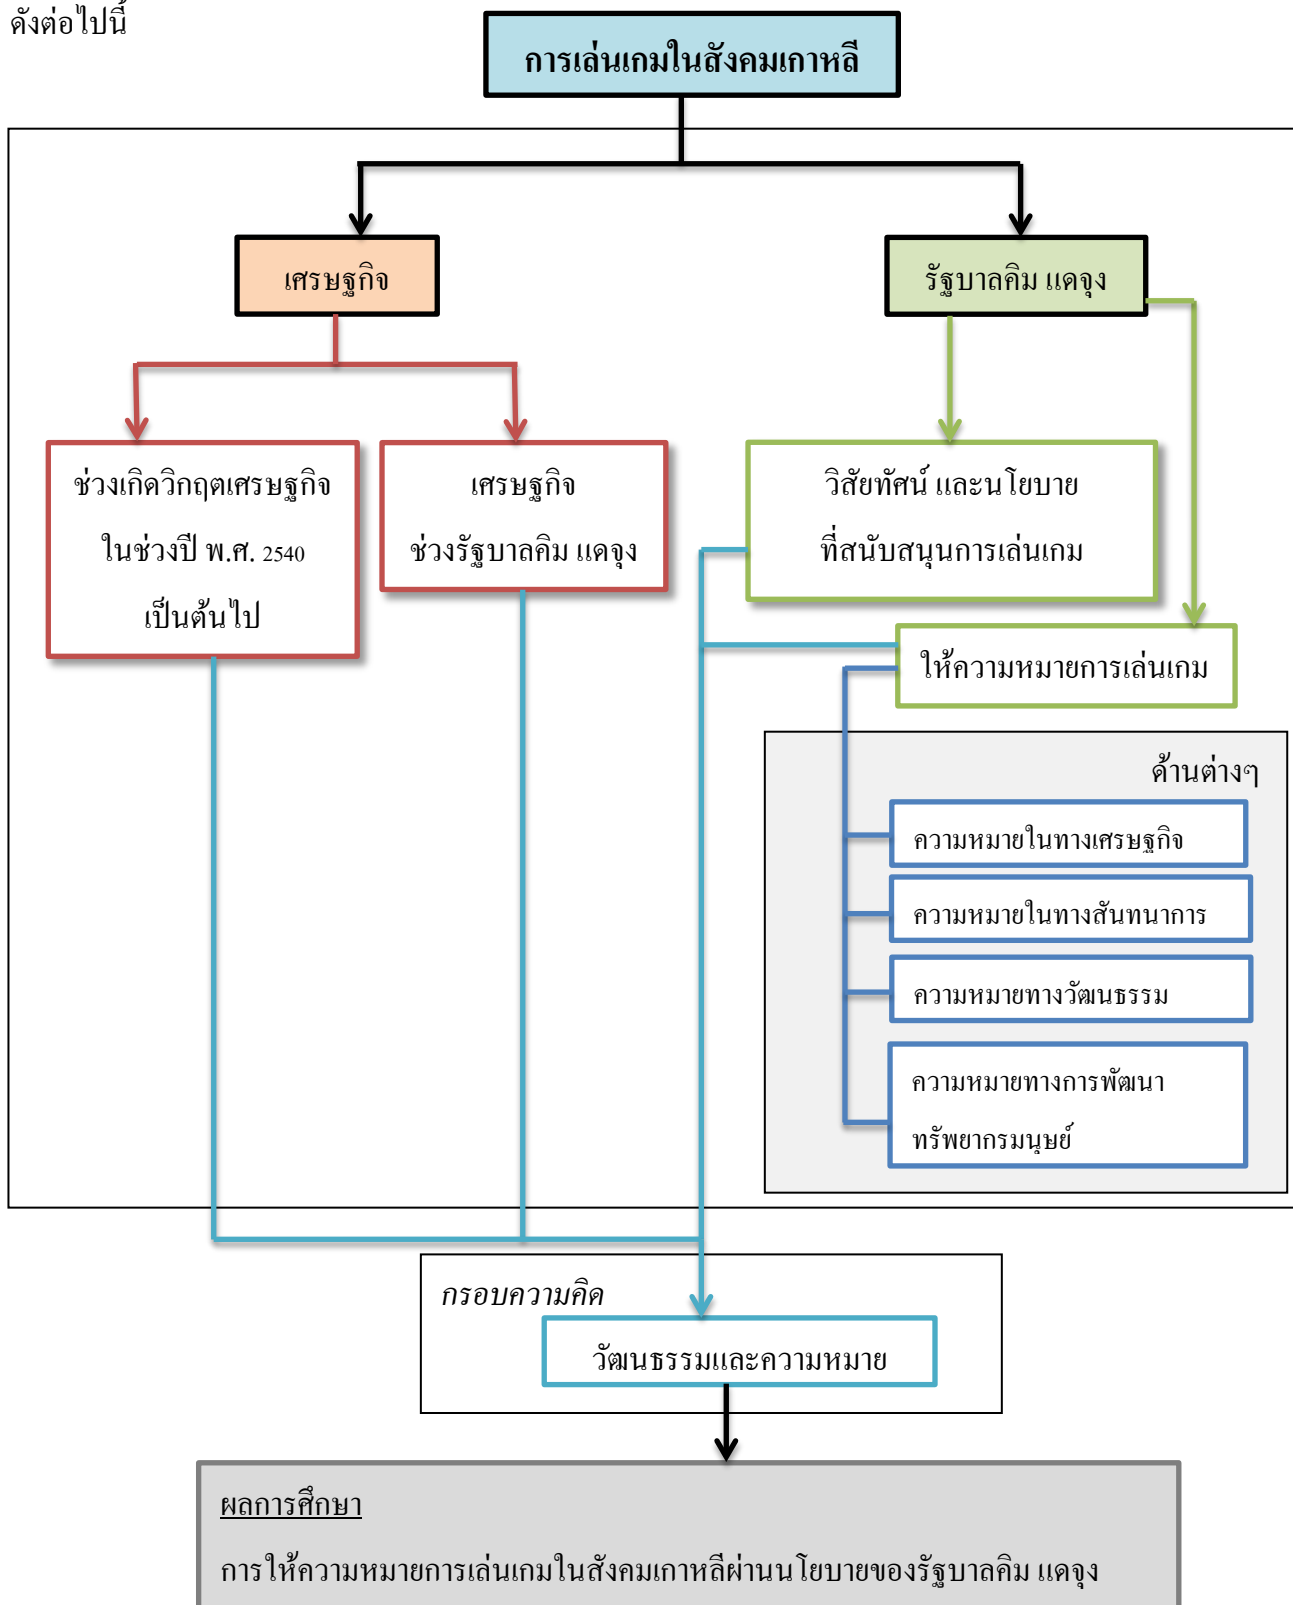 ดังต่อไปนี้
การเล่นเกมในสังคมเกาหลี
เศรษฐกิจ
รัฐบาลคิม แดจุง
ช่วงเกิดวิกฤตเศรษฐกิจ
ในช่วงปี พ.ศ. 2540
เป็นต้นไป
เศรษฐกิจ
ช่วงรัฐบาลคิม แดจุง
วิสัยทัศน์ และนโยบาย
ที่สนับสนุนการเล่นเกม
ให้ความหมายการเล่นเกม
ด้านต่างๆ
ความหมายในทางเศรษฐกิจ
ความหมายในทางสันทนาการ
ความหมายทางวัฒนธรรม
ความหมายทางการพัฒนา
ทรัพยากรมนุษย์
กรอบความคิด
วัฒนธรรมและความหมาย
ผลการศึกษา
การให้ความหมายการเล่นเกมในสังคมเกาหลีผ่านนโยบายของรัฐบาลคิม แดจุง